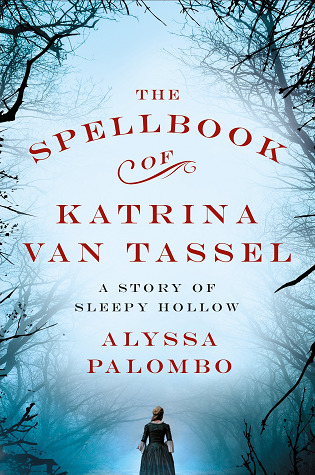 THE
SPELLBOOK
OF
KATRINA
VAN TASSEL
A STORY OF
SLEEPY HOLLOW
ALYSSA
PALOMBO